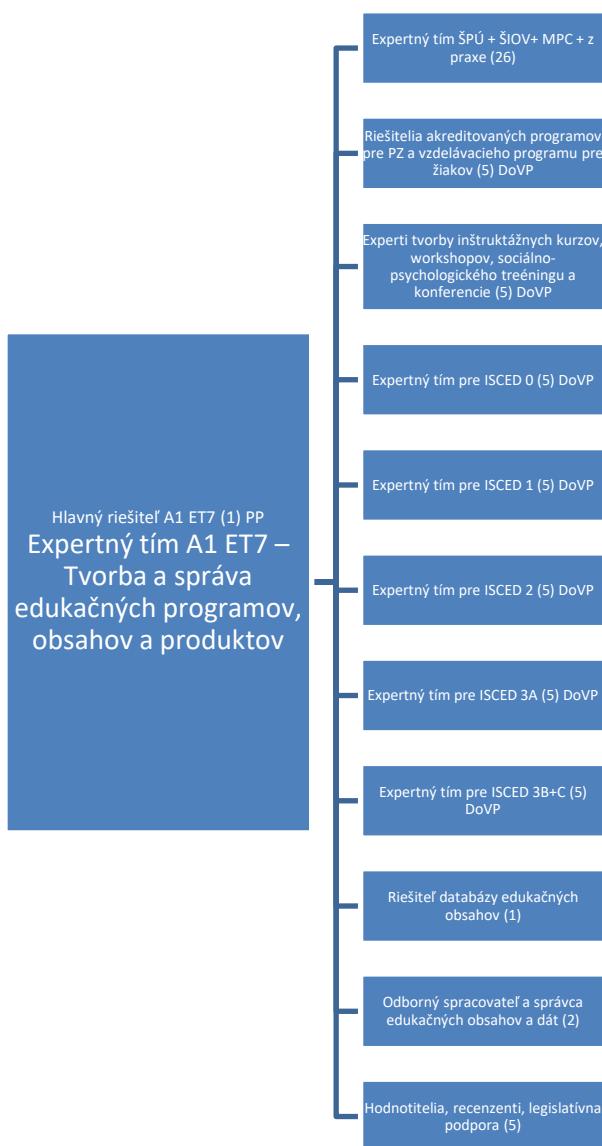 Expertný tím ŠPÚ + ŠIOV+ MPC + z
praxe (26)
Riešitelia akreditovaných programov
pre PZ a vzdelávacieho programu pre
žiakov (5) DoVP
Experti tvorby inštruktážnych kurzov,
workshopov, sociálno-
psychologického treéningu a
konferencie (5) DoVP
Expertný tím pre ISCED 0 (5) DoVP
Hlavný riešiteľ A1 ET7 (1) PP
Expertný tím A1 ET7 –
Tvorba a správa
edukačných programov,
obsahov a produktov
Expertný tím pre ISCED 1 (5) DoVP
Expertný tím pre ISCED 2 (5) DoVP
Expertný tím pre ISCED 3A (5) DoVP
Expertný tím pre ISCED 3B+C (5)
DoVP
Riešiteľ databázy edukačných
obsahov (1)
Odborný spracovateľ a správca
edukačných obsahov a dát (2)
Hodnotitelia, recenzenti, legislatívna
podpora (5)